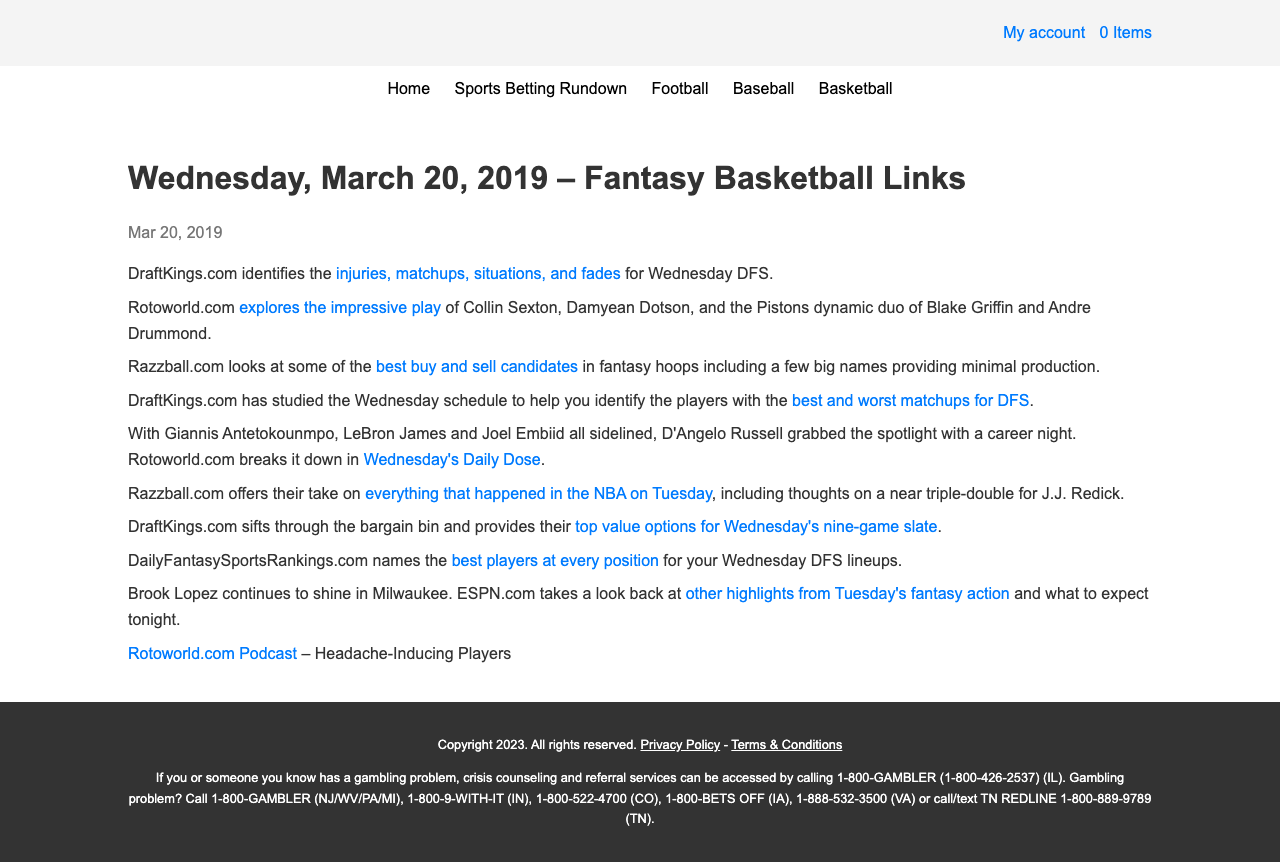 My account 0 Items
Home Sports Betting Rundown Football Baseball Basketball
Wednesday, March 20, 2019 – Fantasy Basketball Links
Mar 20, 2019
DraftKings.com identifies the injuries, matchups, situations, and fades for Wednesday DFS.
Rotoworld.com explores the impressive play of Collin Sexton, Damyean Dotson, and the Pistons dynamic duo of Blake Griffin and Andre
Drummond.
Razzball.com looks at some of the best buy and sell candidates in fantasy hoops including a few big names providing minimal production.
DraftKings.com has studied the Wednesday schedule to help you identify the players with the best and worst matchups for DFS.
With Giannis Antetokounmpo, LeBron James and Joel Embiid all sidelined, D'Angelo Russell grabbed the spotlight with a career night.
Rotoworld.com breaks it down in Wednesday's Daily Dose.
Razzball.com offers their take on everything that happened in the NBA on Tuesday, including thoughts on a near triple-double for J.J. Redick.
DraftKings.com sifts through the bargain bin and provides their top value options for Wednesday's nine-game slate.
DailyFantasySportsRankings.com names the best players at every position for your Wednesday DFS lineups.
Brook Lopez continues to shine in Milwaukee. ESPN.com takes a look back at other highlights from Tuesday's fantasy action and what to expect
tonight.
Rotoworld.com Podcast – Headache-Inducing Players
Copyright 2023. All rights reserved. Privacy Policy - Terms & Conditions
If you or someone you know has a gambling problem, crisis counseling and referral services can be accessed by calling 1-800-GAMBLER (1-800-426-2537) (IL). Gambling
problem? Call 1-800-GAMBLER (NJ/WV/PA/MI), 1-800-9-WITH-IT (IN), 1-800-522-4700 (CO), 1-800-BETS OFF (IA), 1-888-532-3500 (VA) or call/text TN REDLINE 1-800-889-9789
(TN).